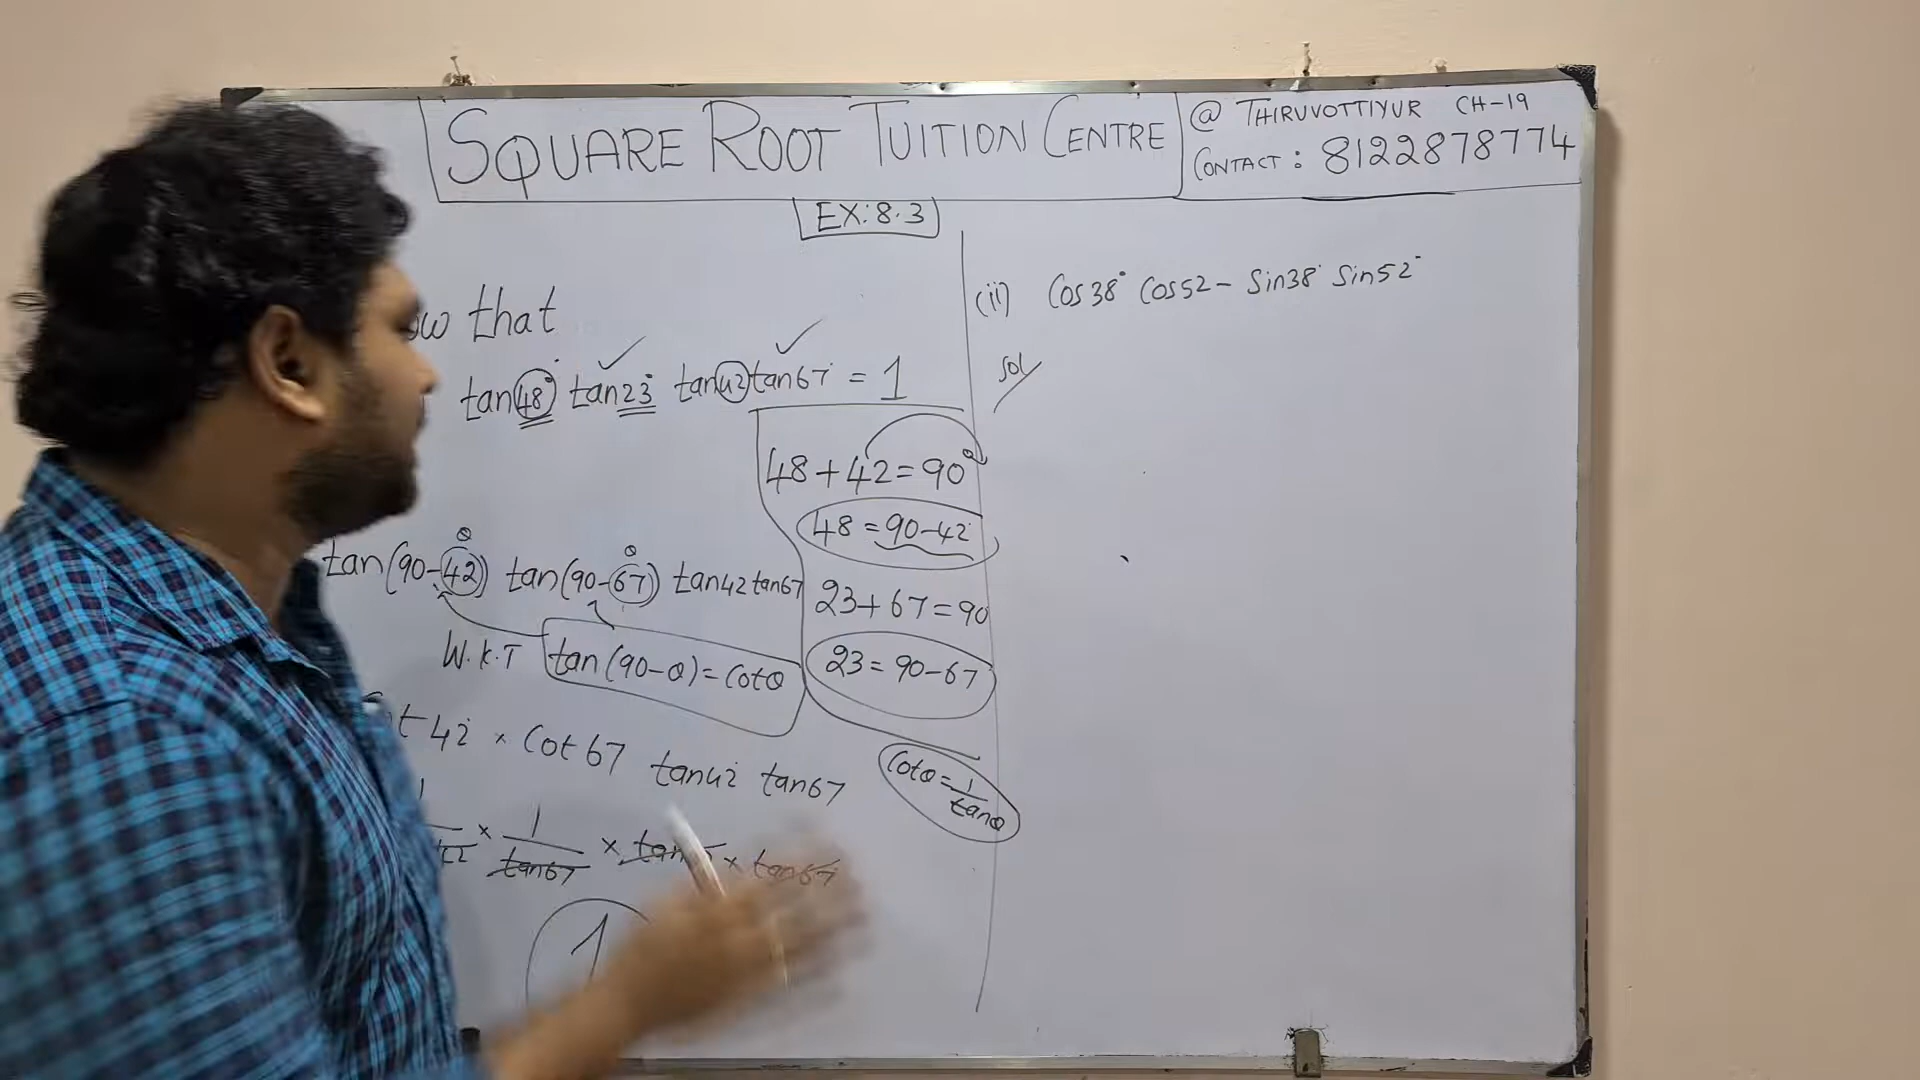 SQUARE ROOT TUITION CENTRE
@ THIRUVOTTIYUR CH-19
CONTACT : 8122878774
EX: 8.3
that
tan48° tan23° tan42 tan67° = 1
48+42=90°
48=90-42
23+67=90
23=90-67
tan(90-42) tan(90-67) tan42 tan67
θ θ
W.K.T tan(90-θ)=Cotθ
42 × Cot 67 tan42 tan67
Cotθ=1/tanθ
× 1/tan67 × × tan67
1
(ii) Cos38° Cos52 - Sin38° Sin52°
Sol